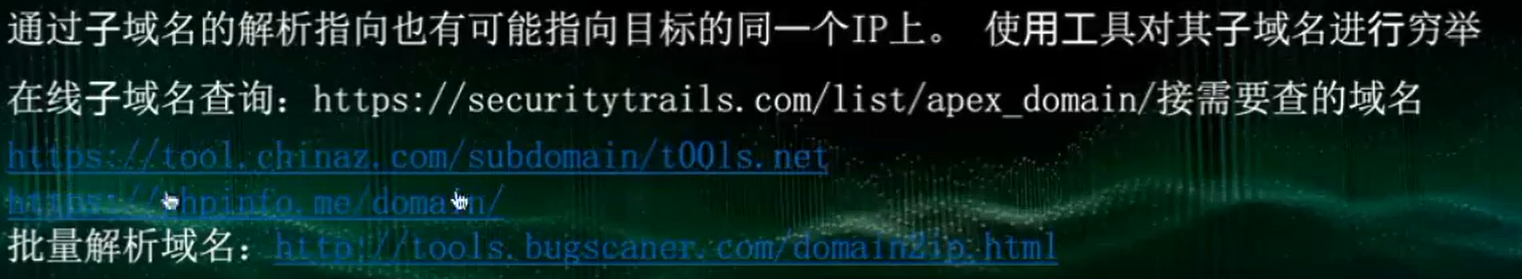 通过子域名的解析指向也有可能指向目标的同一个IP上。 使用工具对其子域名进行穷举
在线子域名查询：https://securitytrails.com/list/apex_domain/接需要查的域名
https://tool.chinaz.com/subdomain/t00ls.net
https://phpinfo.me/domain/
批量解析域名：http://tools.bugscaner.com/domain2ip.html